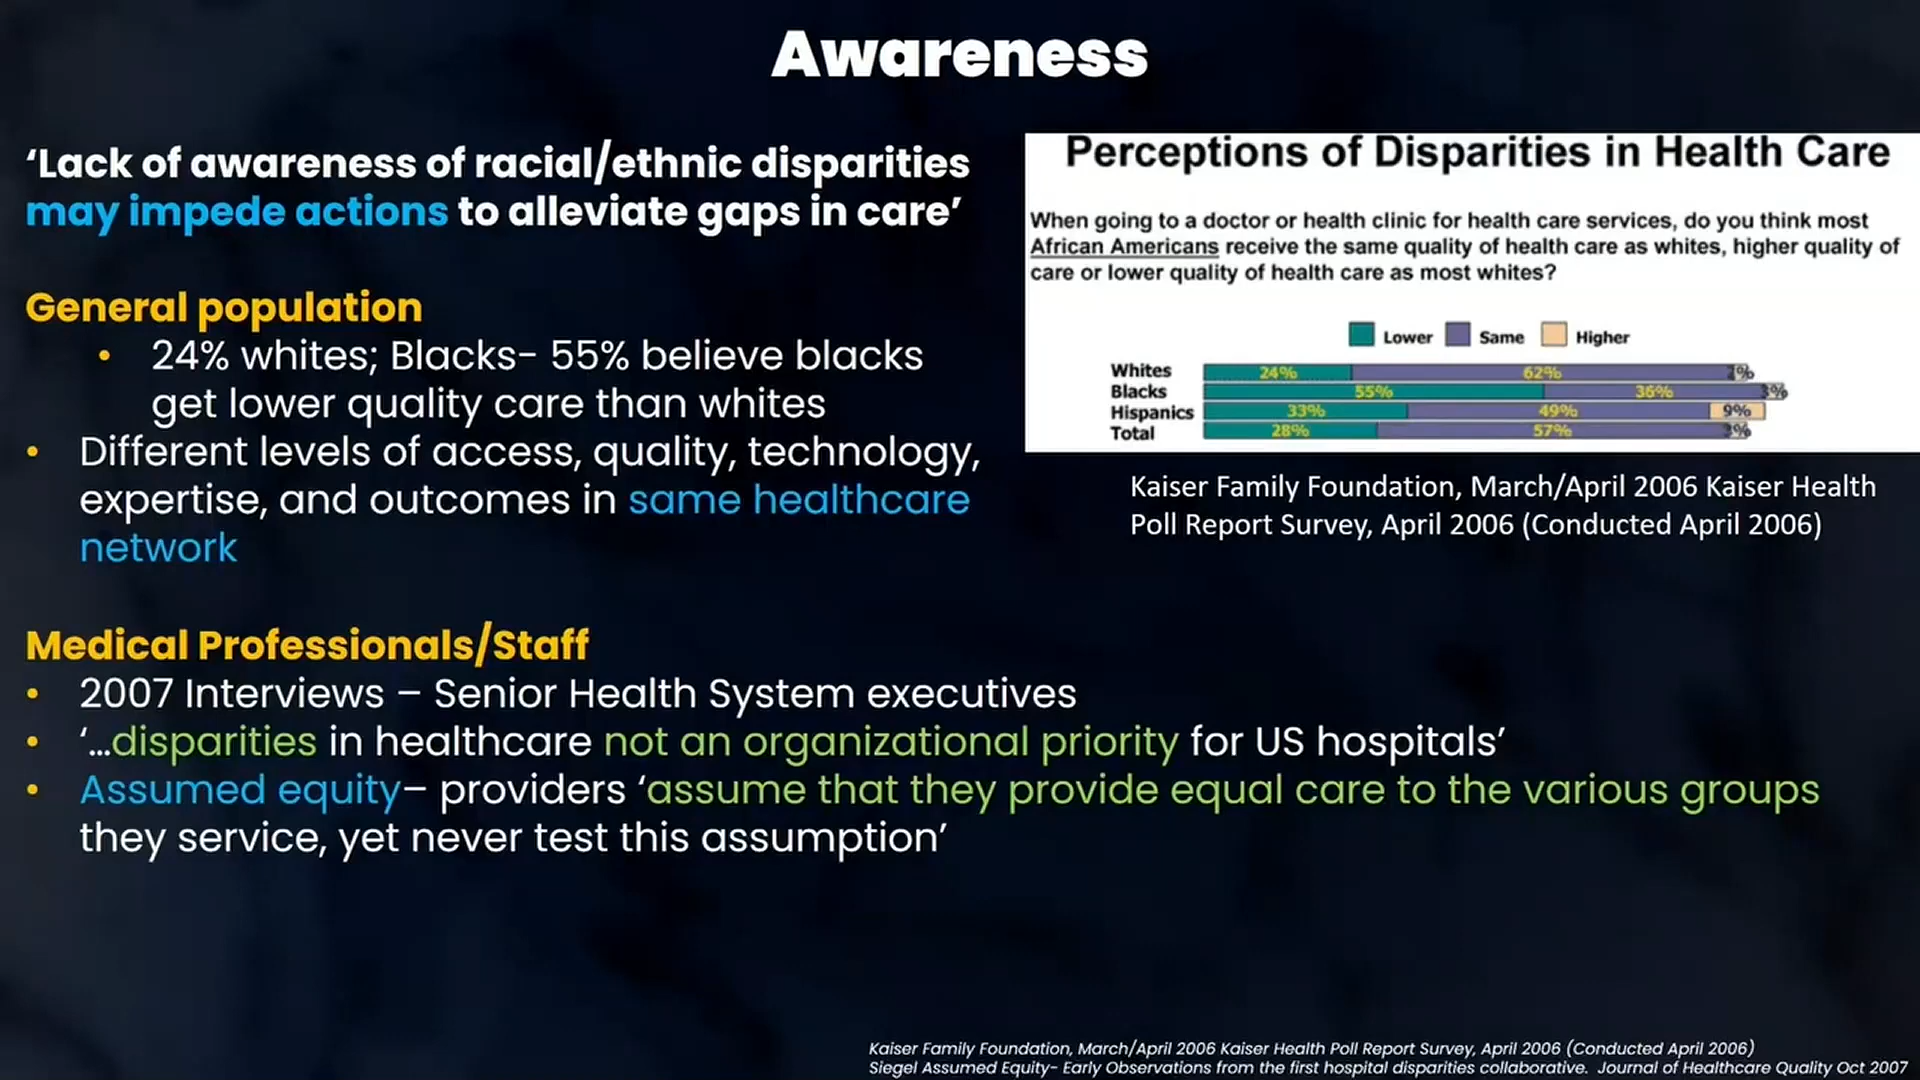 Awareness
‘Lack of awareness of racial/ethnic disparities
may impede actions to alleviate gaps in care’
General population
• 24% whites; Blacks- 55% believe blacks
get lower quality care than whites
• Different levels of access, quality, technology,
expertise, and outcomes in same healthcare
network
Perceptions of Disparities in Health Care
When going to a doctor or health clinic for health care services, do you think most
African Americans receive the same quality of health care as whites, higher quality of
care or lower quality of health care as most whites?
Lower Same Higher
Whites 24% 62%
Blacks 55% 36% 3%
Hispanics 33% 49% 9%
Total 28% 57% 3%
Kaiser Family Foundation, March/April 2006 Kaiser Health
Poll Report Survey, April 2006 (Conducted April 2006)
Medical Professionals/Staff
• 2007 Interviews – Senior Health System executives
• ‘…disparities in healthcare not an organizational priority for US hospitals’
• Assumed equity– providers ‘assume that they provide equal care to the various groups
they service, yet never test this assumption’
Kaiser Family Foundation, March/April 2006 Kaiser Health Poll Report Survey, April 2006 (Conducted April 2006)
Siegel Assumed Equity- Early Observations from the first hospital disparities collaborative. Journal of Healthcare Quality Oct 2007